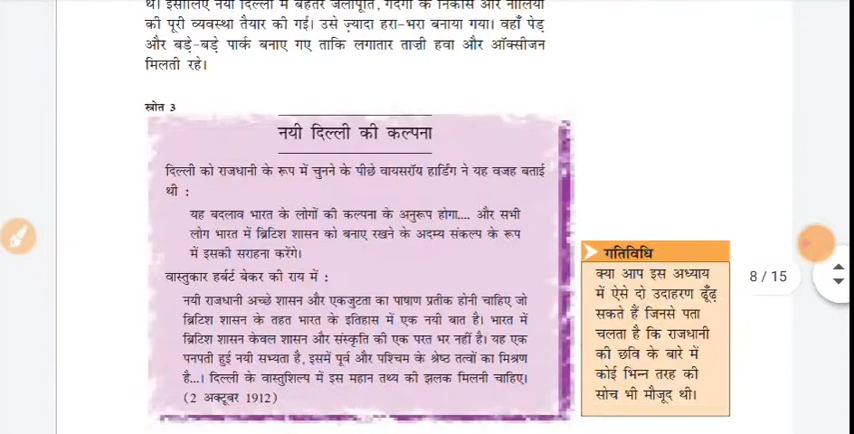 थी। इसीलिए नयी दिल्ली में बेहतर जलापूर्ति, गंदगी के निकास और नालियों
की पूरी व्यवस्था तैयार की गई। उसे ज़्यादा हरा-भरा बनाया गया। वहाँ पेड़
और बड़े-बड़े पार्क बनाए गए ताकि लगातार ताज़ी हवा और ऑक्सीजन
मिलती रहे।
स्रोत 3
नयी दिल्ली की कल्पना
दिल्ली को राजधानी के रूप में चुनने के पीछे वायसरॉय हार्डिंग ने यह वजह बताई
थी :
यह बदलाव भारत के लोगों की कल्पना के अनुरूप होगा.... और सभी
लोग भारत में ब्रिटिश शासन को बनाए रखने के अदम्य संकल्प के रूप
में इसकी सराहना करेंगे।
वास्तुकार हर्बर्ट बेकर की राय में :
नयी राजधानी अच्छे शासन और एकजुटता का पाषाण प्रतीक होनी चाहिए जो
ब्रिटिश शासन के तहत भारत के इतिहास में एक नयी बात है। भारत में
ब्रिटिश शासन केवल शासन और संस्कृति की एक परत भर नहीं है। यह एक
पनपती हुई नयी सभ्यता है, इसमें पूर्व और पश्चिम के श्रेष्ठ तत्वों का मिश्रण
है...। दिल्ली के वास्तुशिल्प में इस महान तथ्य की झलक मिलनी चाहिए।
(2 अक्टूबर 1912)
गतिविधि
क्या आप इस अध्याय
में ऐसे दो उदाहरण ढूँढ़
सकते हैं जिनसे पता
चलता है कि राजधानी
की छवि के बारे में
कोई भिन्न तरह की
सोच भी मौजूद थी।
8 / 15